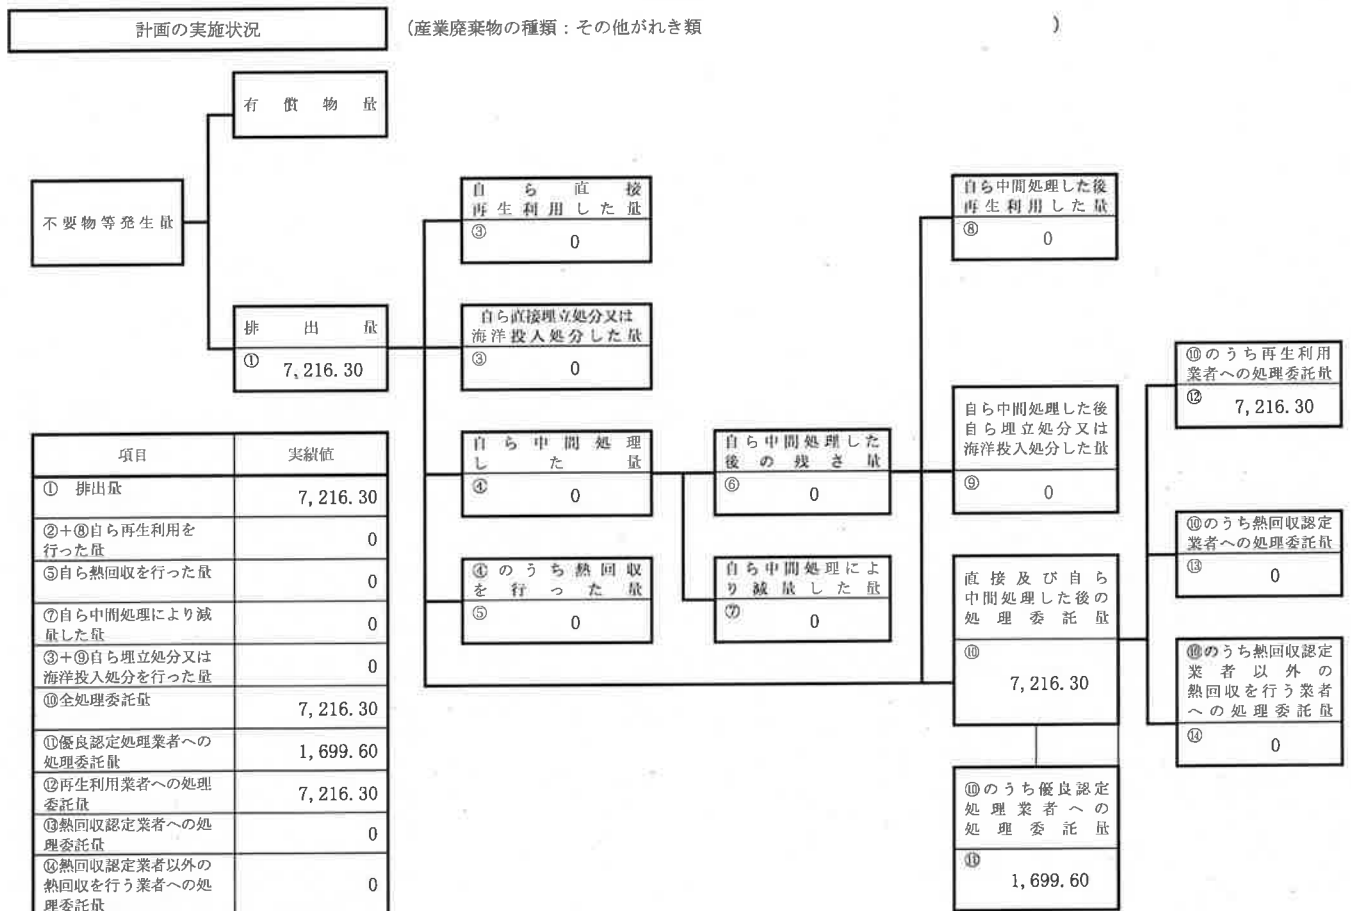 計画の実施状況
(産業廃棄物の種類：その他がれき類 )
有償物量
不要物等発生量
排出量
① 7,216.30
自ら直接
再生利用した量
③ 0
自ら直接埋立処分又は
海洋投入処分した量
③ 0
自ら中間処理
した量
④ 0
④のうち熱回収
を行った量
⑤ 0
自ら中間処理した
後の残さ量
⑥ 0
自ら中間処理によ
り減量した量
⑦ 0
自ら中間処理した後
再生利用した量
⑧ 0
自ら中間処理した後
自ら埋立処分又は
海洋投入処分した量
⑨ 0
直接及び自ら
中間処理した後の
処理委託量
⑩
7,216.30
⑩のうち優良認定
処理業者への
処理委託量
⑪
1,699.60
⑩のうち再生利用
業者への処理委託量
⑫ 7,216.30
⑩のうち熱回収認定
業者への処理委託量
⑬ 0
⑩のうち熱回収認定
業者以外の
熱回収を行う業者
への処理委託量
⑭ 0
項目 実績値
① 排出量 7,216.30
②+⑧自ら再生利用を
行った量 0
⑤自ら熱回収を行った量 0
⑦自ら中間処理により減
量した量 0
③+⑨自ら埋立処分又は
海洋投入処分を行った量 0
⑩全処理委託量 7,216.30
⑪優良認定処理業者への
処理委託量 1,699.60
⑫再生利用業者への処理
委託量 7,216.30
⑬熱回収認定業者への処
理委託量 0
⑭熱回収認定業者以外の
熱回収を行う業者への処
理委託量 0